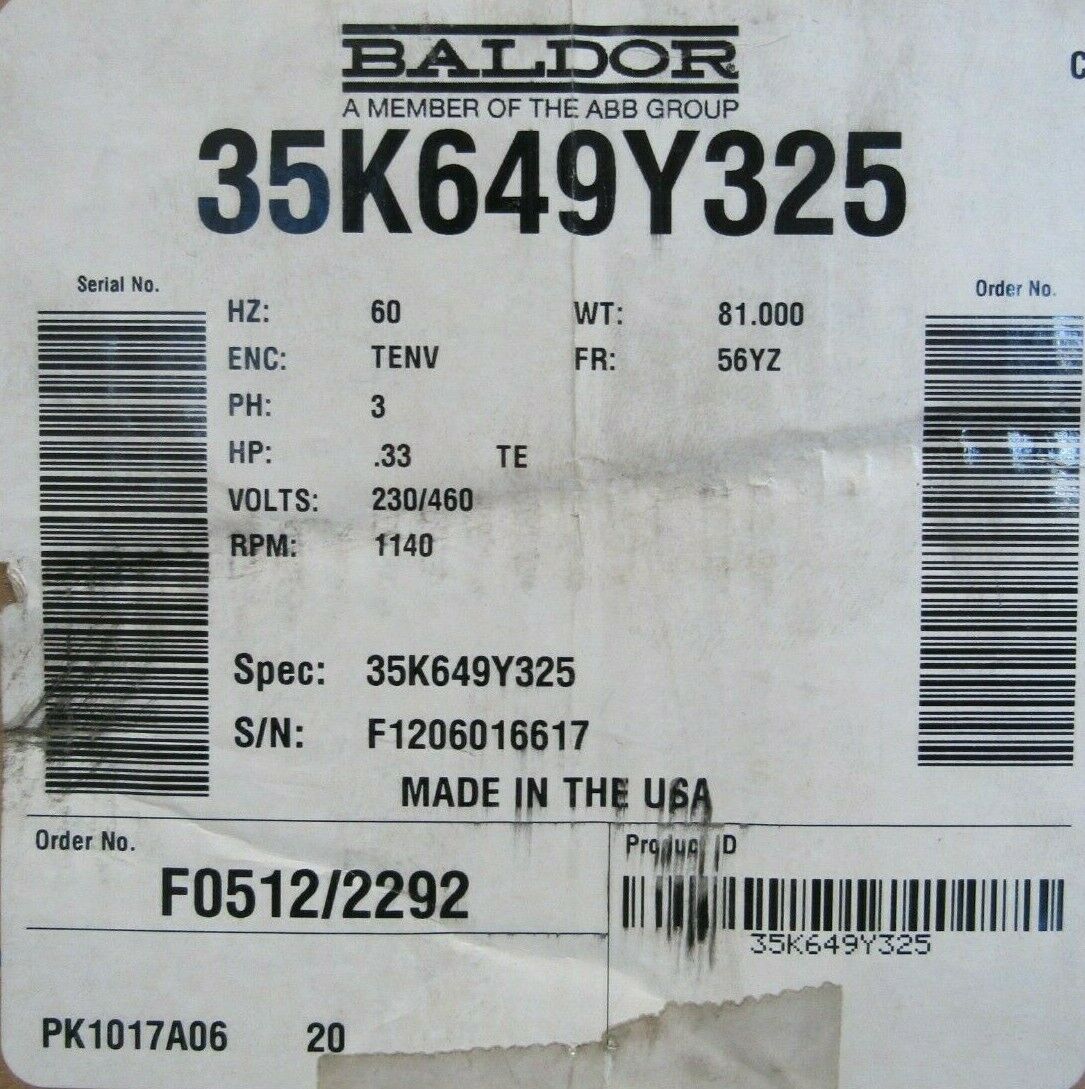 BALDOR
A MEMBER OF THE ABB GROUP
C
35K649Y325
Serial No.
Order No.
HZ: 60 WT: 81.000
ENC: TENV FR: 56YZ
PH: 3
HP: .33 TE
VOLTS: 230/460
RPM: 1140
Spec: 35K649Y325
S/N: F1206016617
MADE IN THE USA
Order No.
F0512/2292
Product ID
35K649Y325
PK1017A06 20